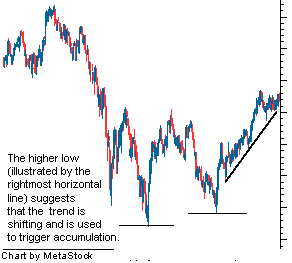 The higher low
(illustrated by the
rightmost horizontal
line) suggests
that the trend is
shifting and is used
to trigger accumulation.
Chart by MetaStock